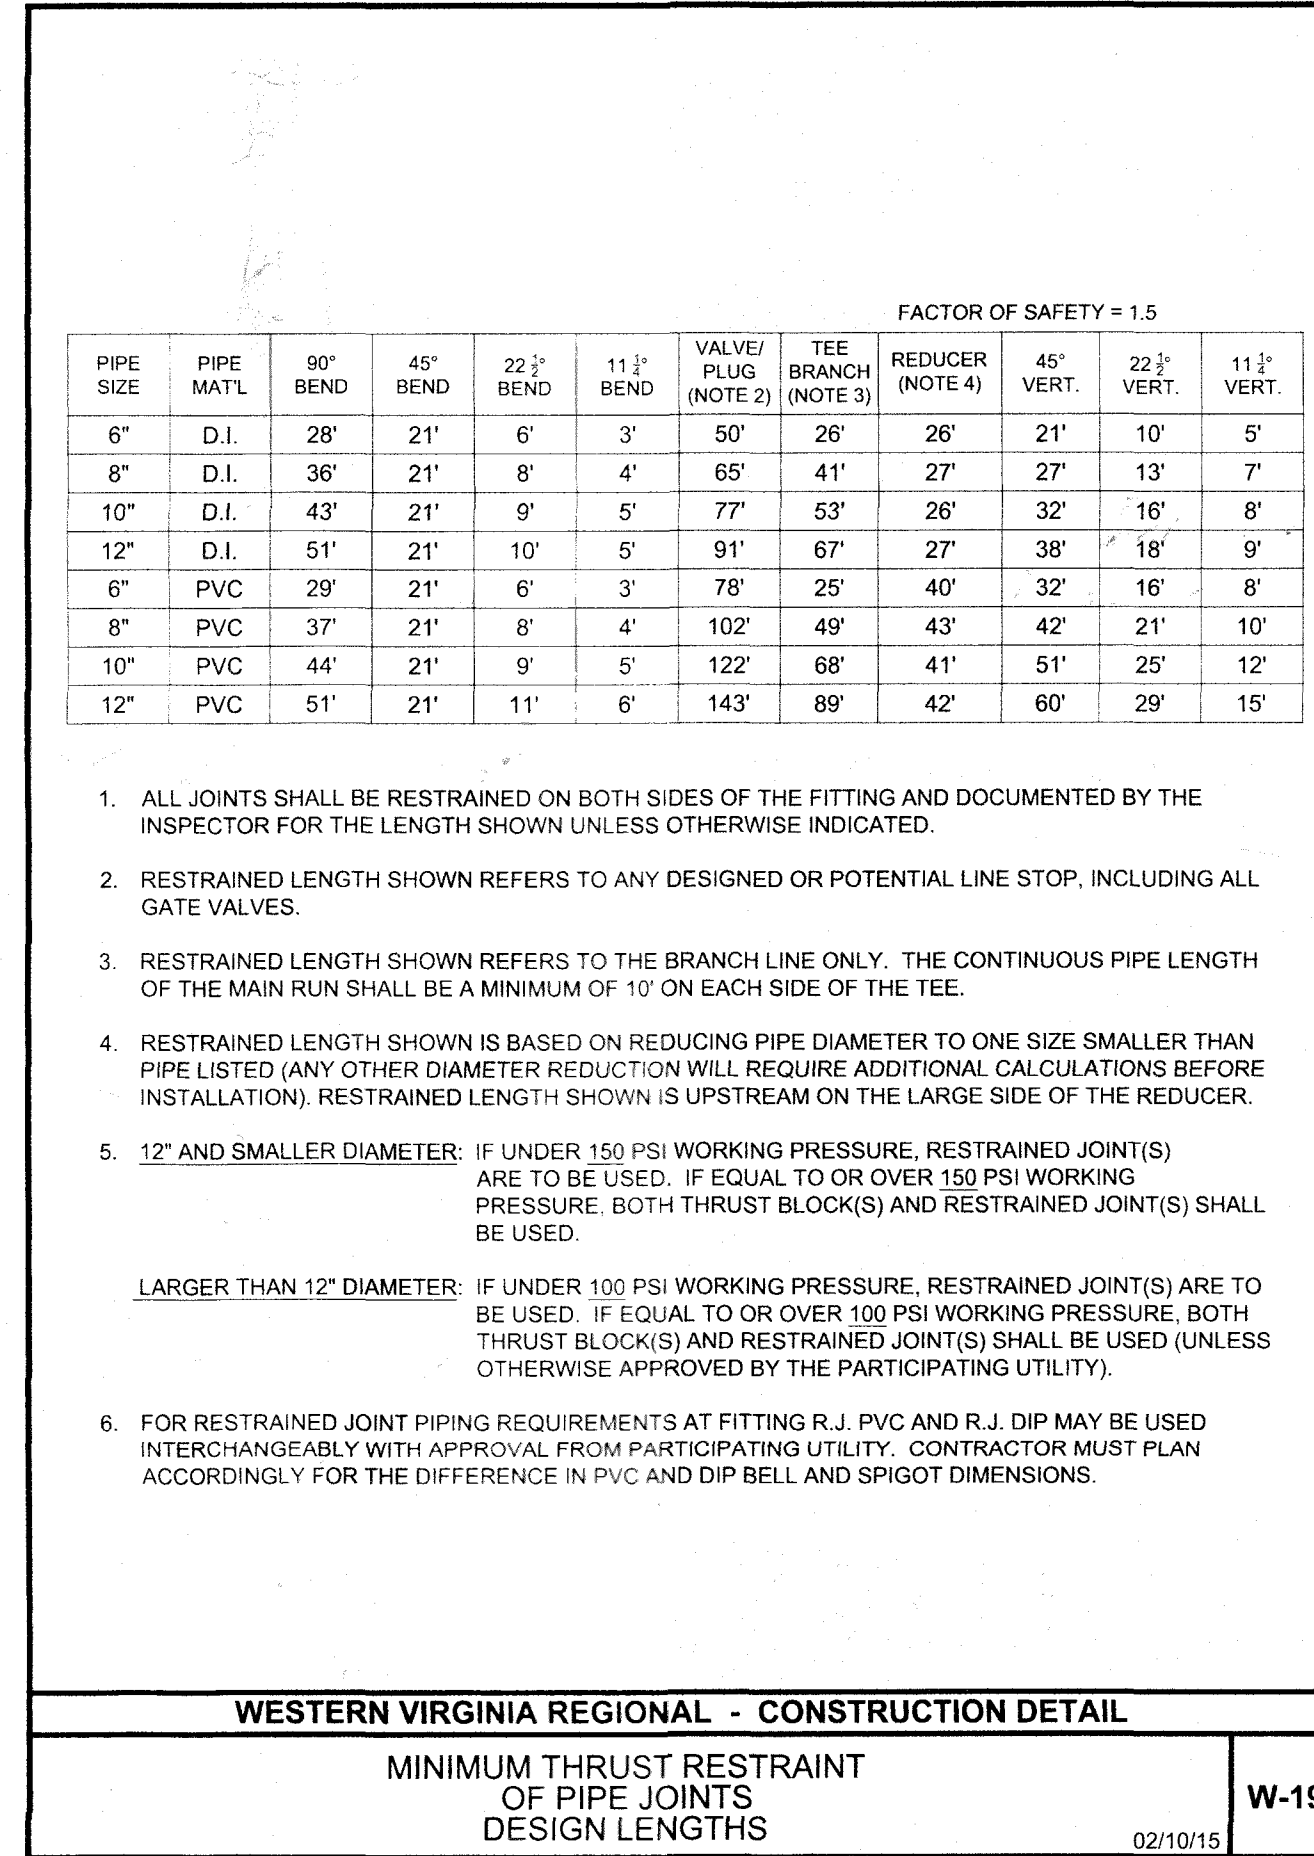 FACTOR OF SAFETY = 1.5
PIPE SIZE PIPE MAT'L 90° BEND 45° BEND 22 1/2° BEND 11 1/4° BEND VALVE/ PLUG (NOTE 2) TEE BRANCH (NOTE 3) REDUCER (NOTE 4) 45° VERT. 22 1/2° VERT. 11 1/4° VERT.
6" D.I. 28' 21' 6' 3' 50' 26' 26' 21' 10' 5'
8" D.I. 36' 21' 8' 4' 65' 41' 27' 27' 13' 7'
10" D.I. 43' 21' 9' 5' 77' 53' 26' 32' 16' 8'
12" D.I. 51' 21' 10' 5' 91' 67' 27' 38' 18' 9'
6" PVC 29' 21' 6' 3' 78' 25' 40' 32' 16' 8'
8" PVC 37' 21' 8' 4' 102' 49' 43' 42' 21' 10'
10" PVC 44' 21' 9' 5' 122' 68' 41' 51' 25' 12'
12" PVC 51' 21' 11' 6' 143' 89' 42' 60' 29' 15'
1. ALL JOINTS SHALL BE RESTRAINED ON BOTH SIDES OF THE FITTING AND DOCUMENTED BY THE
INSPECTOR FOR THE LENGTH SHOWN UNLESS OTHERWISE INDICATED.
2. RESTRAINED LENGTH SHOWN REFERS TO ANY DESIGNED OR POTENTIAL LINE STOP, INCLUDING ALL
GATE VALVES.
3. RESTRAINED LENGTH SHOWN REFERS TO THE BRANCH LINE ONLY. THE CONTINUOUS PIPE LENGTH
OF THE MAIN RUN SHALL BE A MINIMUM OF 10' ON EACH SIDE OF THE TEE.
4. RESTRAINED LENGTH SHOWN IS BASED ON REDUCING PIPE DIAMETER TO ONE SIZE SMALLER THAN
PIPE LISTED (ANY OTHER DIAMETER REDUCTION WILL REQUIRE ADDITIONAL CALCULATIONS BEFORE
INSTALLATION). RESTRAINED LENGTH SHOWN IS UPSTREAM ON THE LARGE SIDE OF THE REDUCER.
5. 12" AND SMALLER DIAMETER: IF UNDER 150 PSI WORKING PRESSURE, RESTRAINED JOINT(S)
ARE TO BE USED. IF EQUAL TO OR OVER 150 PSI WORKING
PRESSURE, BOTH THRUST BLOCK(S) AND RESTRAINED JOINT(S) SHALL
BE USED.
LARGER THAN 12" DIAMETER: IF UNDER 100 PSI WORKING PRESSURE, RESTRAINED JOINT(S) ARE TO
BE USED. IF EQUAL TO OR OVER 100 PSI WORKING PRESSURE, BOTH
THRUST BLOCK(S) AND RESTRAINED JOINT(S) SHALL BE USED (UNLESS
OTHERWISE APPROVED BY THE PARTICIPATING UTILITY).
6. FOR RESTRAINED JOINT PIPING REQUIREMENTS AT FITTING R.J. PVC AND R.J. DIP MAY BE USED
INTERCHANGEABLY WITH APPROVAL FROM PARTICIPATING UTILITY. CONTRACTOR MUST PLAN
ACCORDINGLY FOR THE DIFFERENCE IN PVC AND DIP BELL AND SPIGOT DIMENSIONS.
WESTERN VIRGINIA REGIONAL - CONSTRUCTION DETAIL
MINIMUM THRUST RESTRAINT
OF PIPE JOINTS
DESIGN LENGTHS
02/10/15
W-19